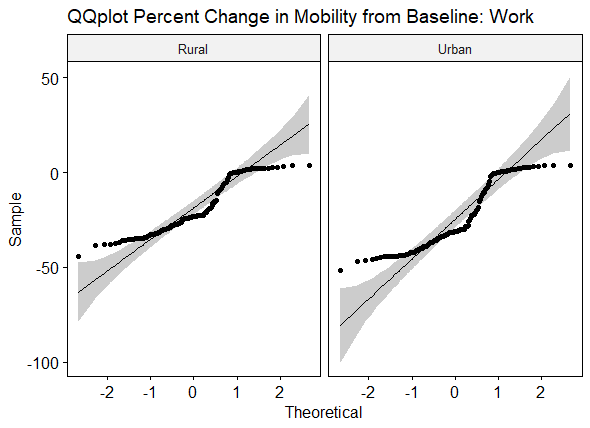 QQplot Percent Change in Mobility from Baseline: Work
Rural
Urban
50
0
-50
-100
Sample
-2 -1 0 1 2
-2 -1 0 1 2
Theoretical